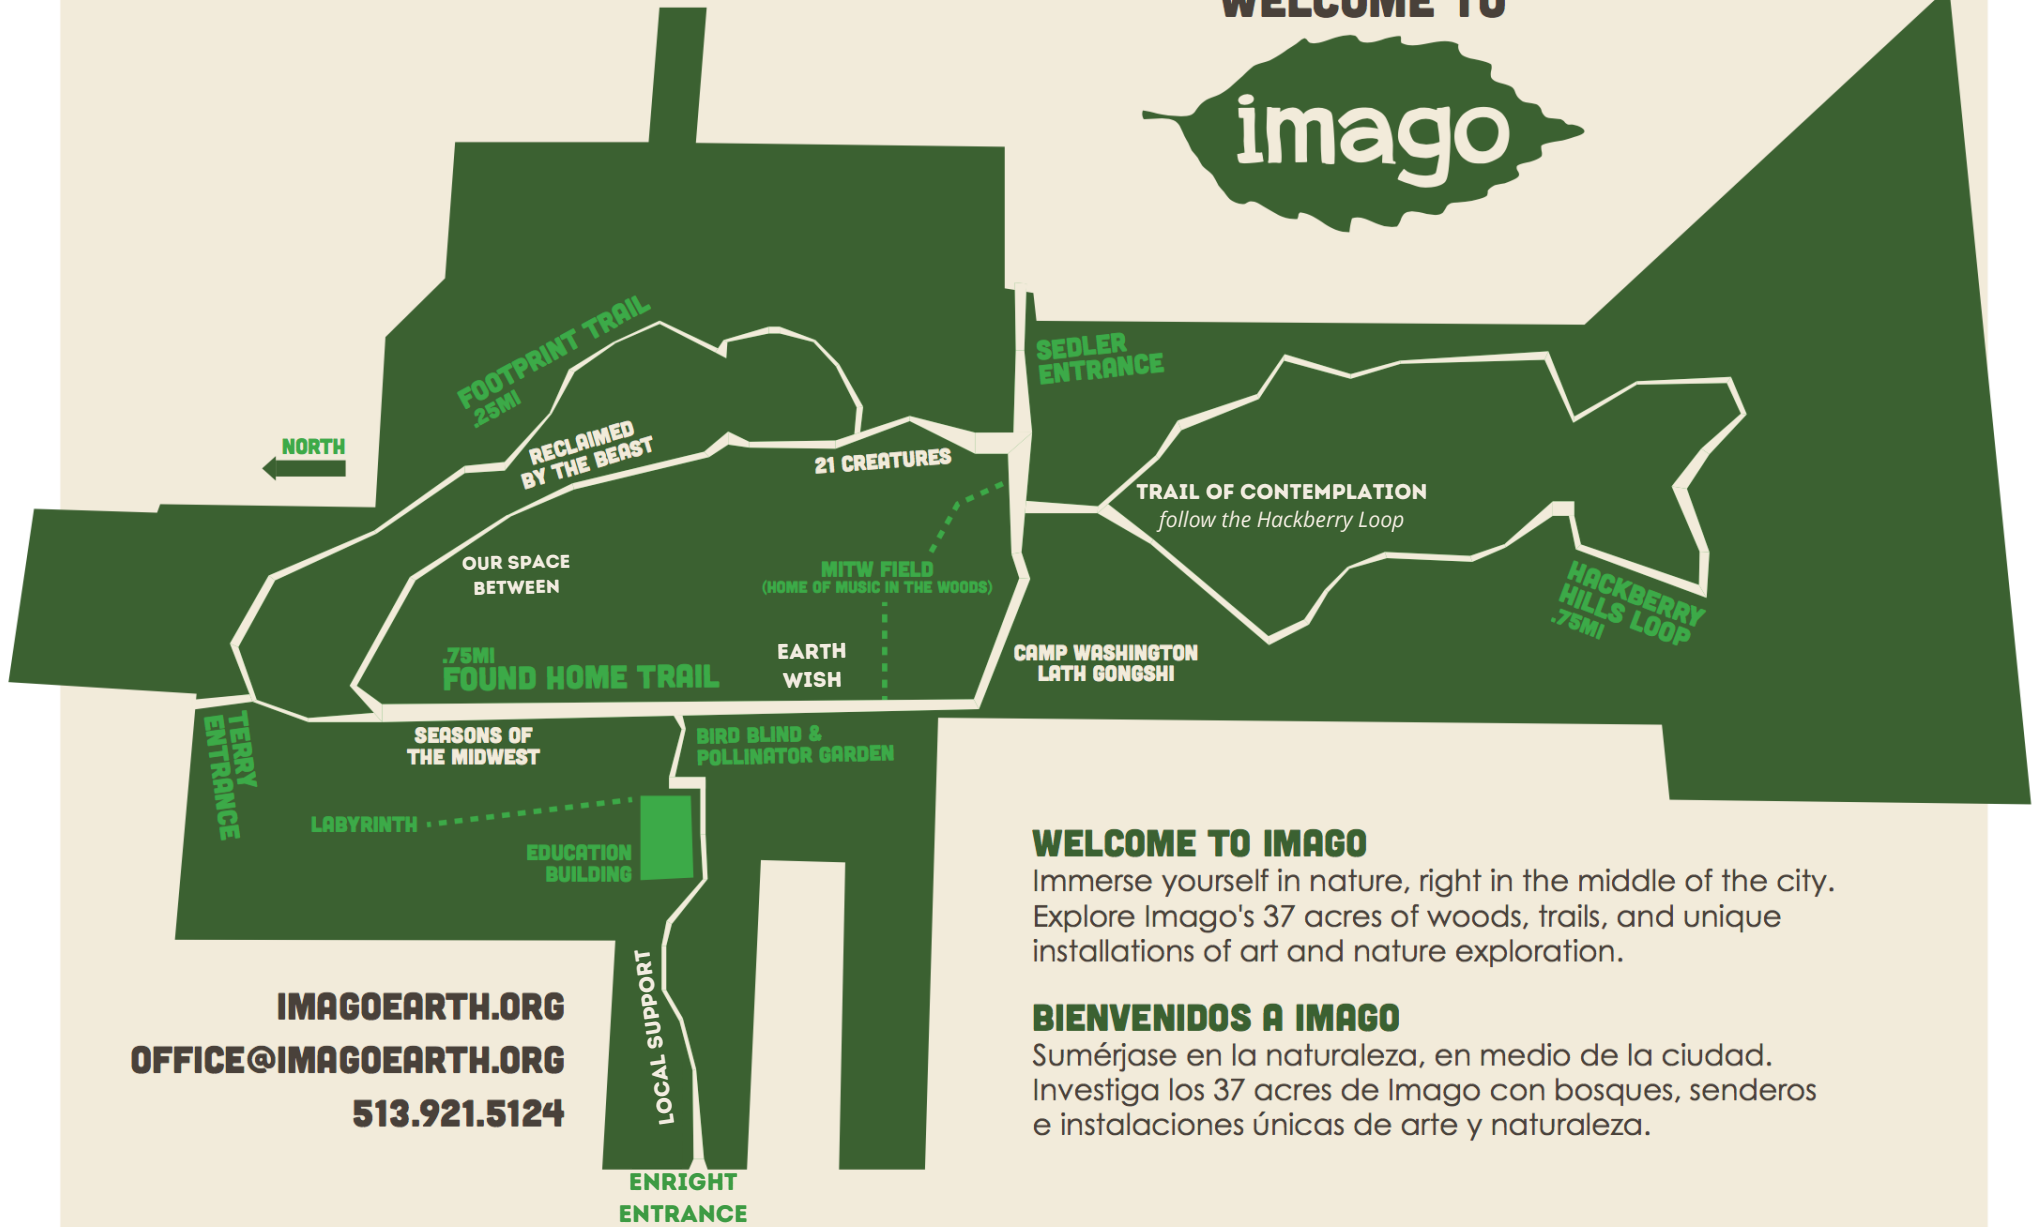 WELCOME TO
imago
FOOTPRINT TRAIL
.25MI
SEDLER
ENTRANCE
NORTH
RECLAIMED
BY THE BEAST
21 CREATURES
TRAIL OF CONTEMPLATION
follow the Hackberry Loop
OUR SPACE
BETWEEN
MITW FIELD
(HOME OF MUSIC IN THE WOODS)
HACKBERRY
HILLS LOOP
.75MI
.75MI
FOUND HOME TRAIL
EARTH
WISH
CAMP WASHINGTON
LATH GONGSHI
TERRY
ENTRANCE
SEASONS OF
THE MIDWEST
BIRD BLIND &
POLLINATOR GARDEN
LABYRINTH
EDUCATION
BUILDING
LOCAL SUPPORT
ENRIGHT
ENTRANCE
IMAGOEARTH.ORG
OFFICE@IMAGOEARTH.ORG
513.921.5124
WELCOME TO IMAGO
Immerse yourself in nature, right in the middle of the city.
Explore Imago's 37 acres of woods, trails, and unique
installations of art and nature exploration.
BIENVENIDOS A IMAGO
Sumérjase en la naturaleza, en medio de la ciudad.
Investiga los 37 acres de Imago con bosques, senderos
e instalaciones únicas de arte y naturaleza.